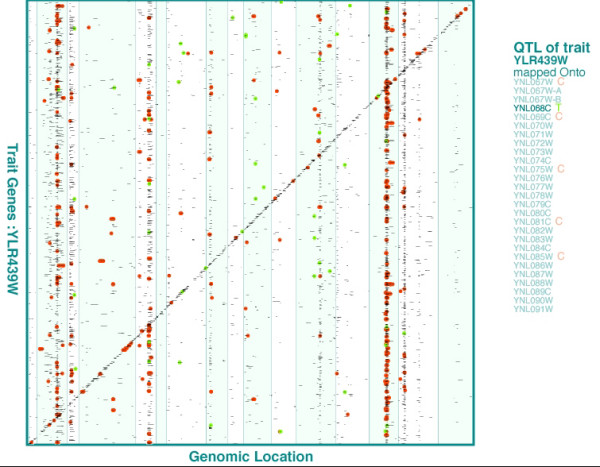 QTL of trait
YLR439W
mapped Onto
YNL067W C
YNL067W-A
YNL067W-B
YNL068C T
YNL069C C
YNL070W
YNL071W
YNL072W
YNL073W
YNL074C
YNL075W C
YNL076W
YNL077W
YNL078W
YNL079C
YNL080C
YNL081C C
YNL082W
YNL083W
YNL084C
YNL085W C
YNL086W
YNL087W
YNL088W
YNL089C
YNL090W
YNL091W
Trait Genes :YLR439W
Genomic Location